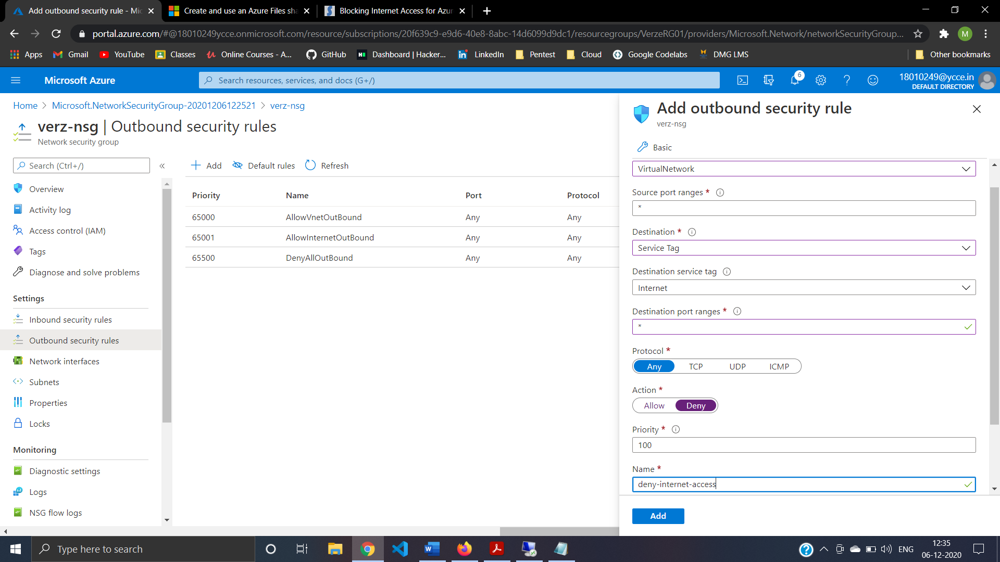 Add outbound security rule - Mic
Create and use an Azure Files sha
Blocking Internet Access for Azur
portal.azure.com/#@18010249ycce.onmicrosoft.com/resource/subscriptions/20f639c9-e9d6-40e8-8abc-14d6099d9dc1/resourcegroups/VerzeRG01/providers/Microsoft.Network/networkSecurityGroup...
M
Apps
Gmail
YouTube
Classes
Online Courses - A...
GitHub
Dashboard | Hacker...
LinkedIn
Pentest
Cloud
Google Codelabs
DMG LMS
Other bookmarks
Microsoft Azure
Search resources, services, and docs (G+/)
6
18010249@ycce.in
DEFAULT DIRECTORY
Home > Microsoft.NetworkSecurityGroup-20201206122521 > verz-nsg
verz-nsg | Outbound security rules
Network security group
Search (Ctrl+/)
«
Overview
Activity log
Access control (IAM)
Tags
Diagnose and solve problems
Settings
Inbound security rules
Outbound security rules
Network interfaces
Subnets
Properties
Locks
Monitoring
Diagnostic settings
Logs
NSG flow logs
Add
Default rules
Refresh
Priority Name Port Protocol
65000 AllowVnetOutBound Any Any
65001 AllowInternetOutBound Any Any
65500 DenyAllOutBound Any Any
Add outbound security rule
verz-nsg
Basic
VirtualNetwork
Source port ranges *
*
Destination *
Service Tag
Destination service tag
Internet
Destination port ranges *
*
Protocol *
Any TCP UDP ICMP
Action *
Allow Deny
Priority *
100
Name *
deny-internet-access
Add
Type here to search
ENG
12:35
06-12-2020